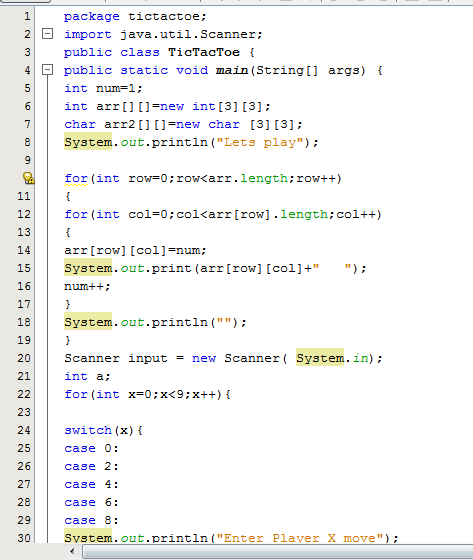 1 package tictactoe;
2 import java.util.Scanner;
3 public class TicTacToe {
4 public static void main(String[] args) {
5 int num=1;
6 int arr[][]=new int[3][3];
7 char arr2[][]=new char [3][3];
8 System.out.println("Lets play");
9
for(int row=0;row<arr.length;row++)
11 {
12 for(int col=0;col<arr[row].length;col++)
13 {
14 arr[row][col]=num;
15 System.out.print(arr[row][col]+"   ");
16 num++;
17 }
18 System.out.println("");
19 }
20 Scanner input = new Scanner( System.in);
21 int a;
22 for(int x=0;x<9;x++){
23
24 switch(x){
25 case 0:
26 case 2:
27 case 4:
28 case 6:
29 case 8:
30 System.out.println("Enter Player X move");